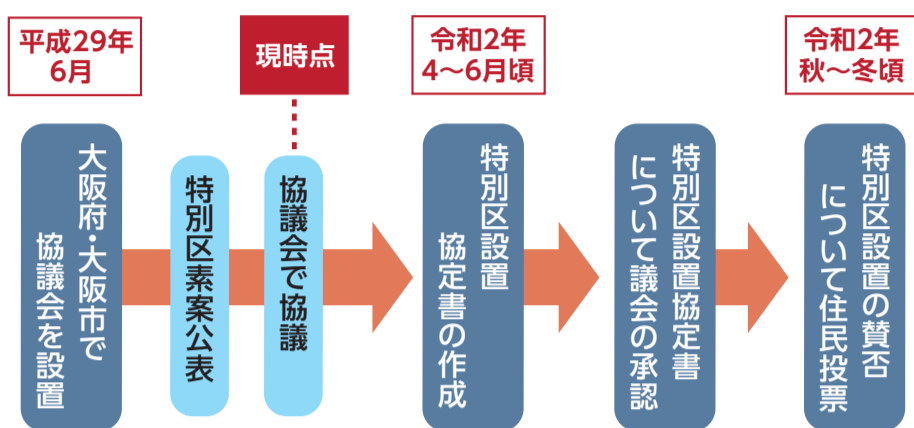 平成29年
6月
現時点
令和2年
4〜6月頃
令和2年
秋〜冬頃
大阪府・大阪市で
協議会を設置
特別区素案公表
協議会で協議
特別区設置
協定書の作成
特別区設置協定書
について議会の承認
特別区設置の賛否
について住民投票